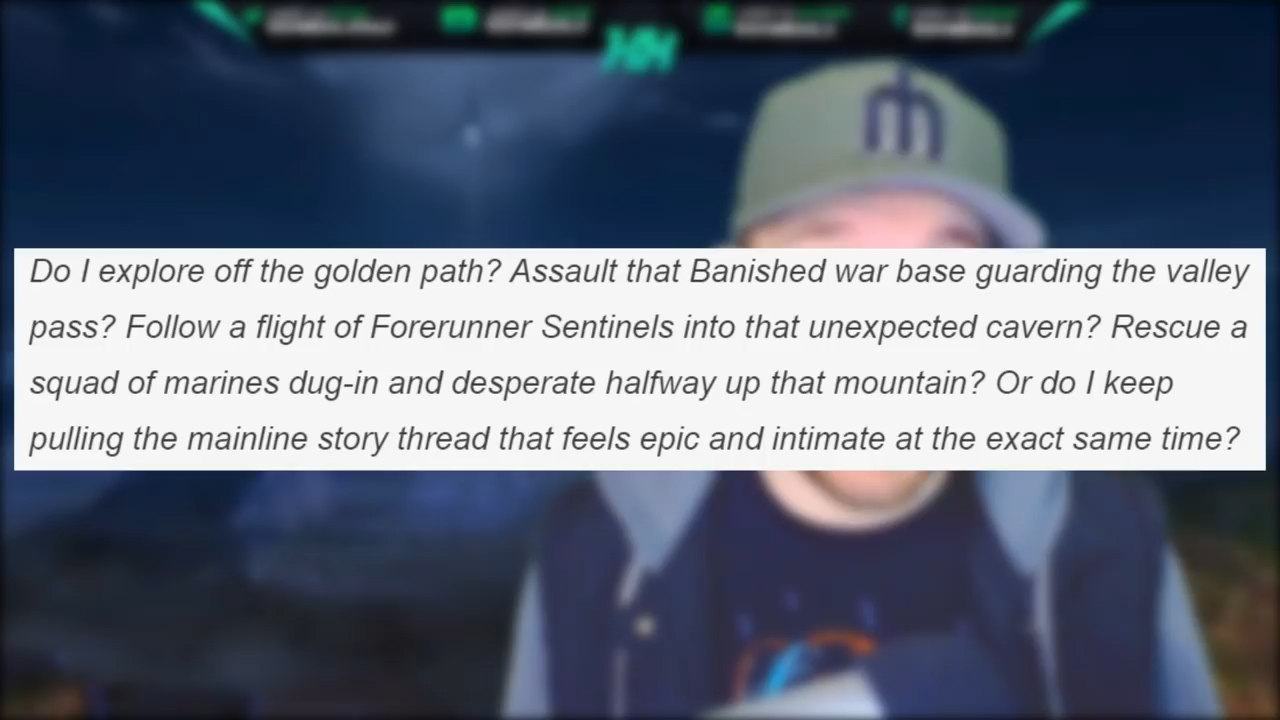 Do I explore off the golden path? Assault that Banished war base guarding the valley
pass? Follow a flight of Forerunner Sentinels into that unexpected cavern? Rescue a
squad of marines dug-in and desperate halfway up that mountain? Or do I keep
pulling the mainline story thread that feels epic and intimate at the exact same time?